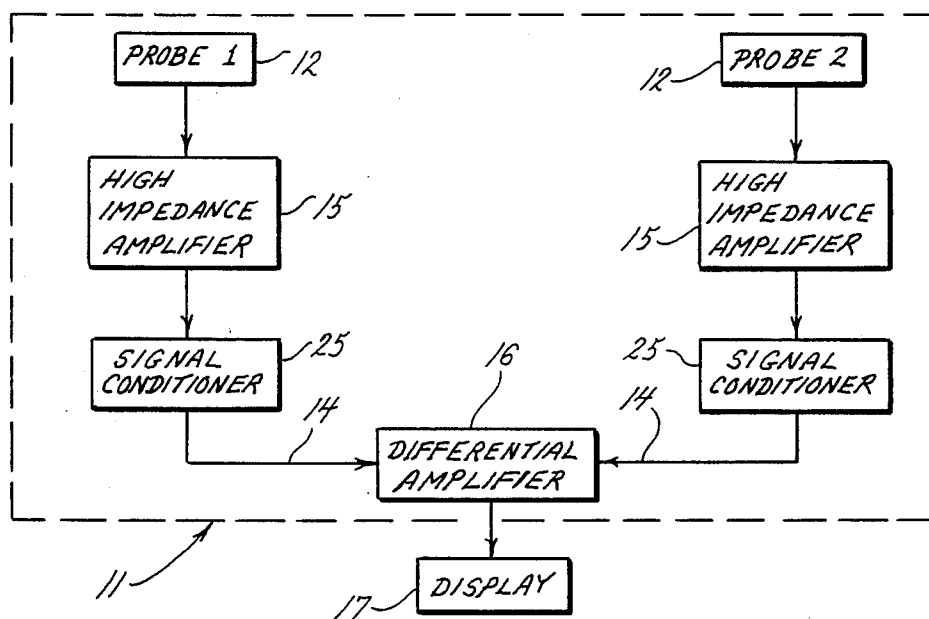 PROBE 1
12
PROBE 2
12
HIGH
IMPEDANCE
AMPLIFIER
15
HIGH
IMPEDANCE
AMPLIFIER
15
SIGNAL
CONDITIONER
25
SIGNAL
CONDITIONER
25
14
16
14
DIFFERENTIAL
AMPLIFIER
11
DISPLAY
17